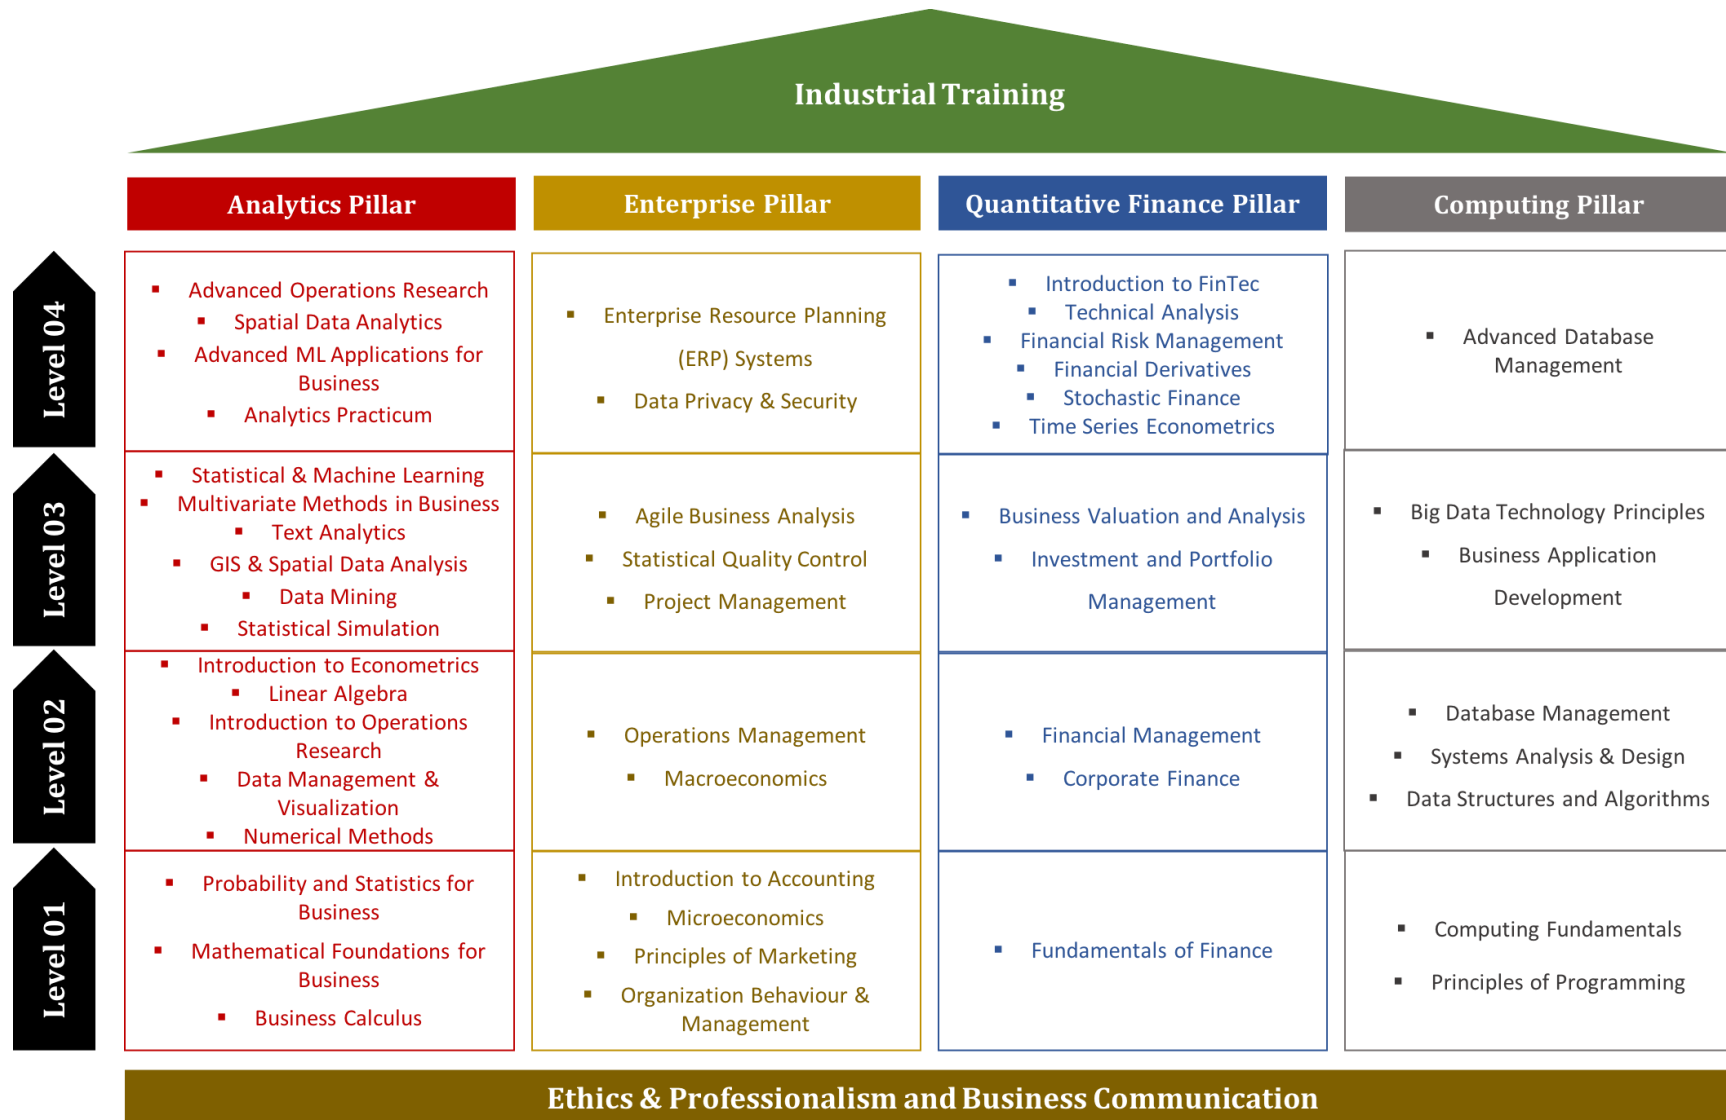 Industrial Training
Analytics Pillar
Enterprise Pillar
Quantitative Finance Pillar
Computing Pillar
Level 04
▪ Advanced Operations Research
▪ Spatial Data Analytics
▪ Advanced ML Applications for
Business
▪ Analytics Practicum
▪ Enterprise Resource Planning
(ERP) Systems
▪ Data Privacy & Security
▪ Introduction to FinTec
▪ Technical Analysis
▪ Financial Risk Management
▪ Financial Derivatives
▪ Stochastic Finance
▪ Time Series Econometrics
▪ Advanced Database
Management
Level 03
▪ Statistical & Machine Learning
▪ Multivariate Methods in Business
▪ Text Analytics
▪ GIS & Spatial Data Analysis
▪ Data Mining
▪ Statistical Simulation
▪ Agile Business Analysis
▪ Statistical Quality Control
▪ Project Management
▪ Business Valuation and Analysis
▪ Investment and Portfolio
Management
▪ Big Data Technology Principles
▪ Business Application
Development
Level 02
▪ Introduction to Econometrics
▪ Linear Algebra
▪ Introduction to Operations
Research
▪ Data Management &
Visualization
▪ Numerical Methods
▪ Operations Management
▪ Macroeconomics
▪ Financial Management
▪ Corporate Finance
▪ Database Management
▪ Systems Analysis & Design
▪ Data Structures and Algorithms
Level 01
▪ Probability and Statistics for
Business
▪ Mathematical Foundations for
Business
▪ Business Calculus
▪ Introduction to Accounting
▪ Microeconomics
▪ Principles of Marketing
▪ Organization Behaviour &
Management
▪ Fundamentals of Finance
▪ Computing Fundamentals
▪ Principles of Programming
Ethics & Professionalism and Business Communication